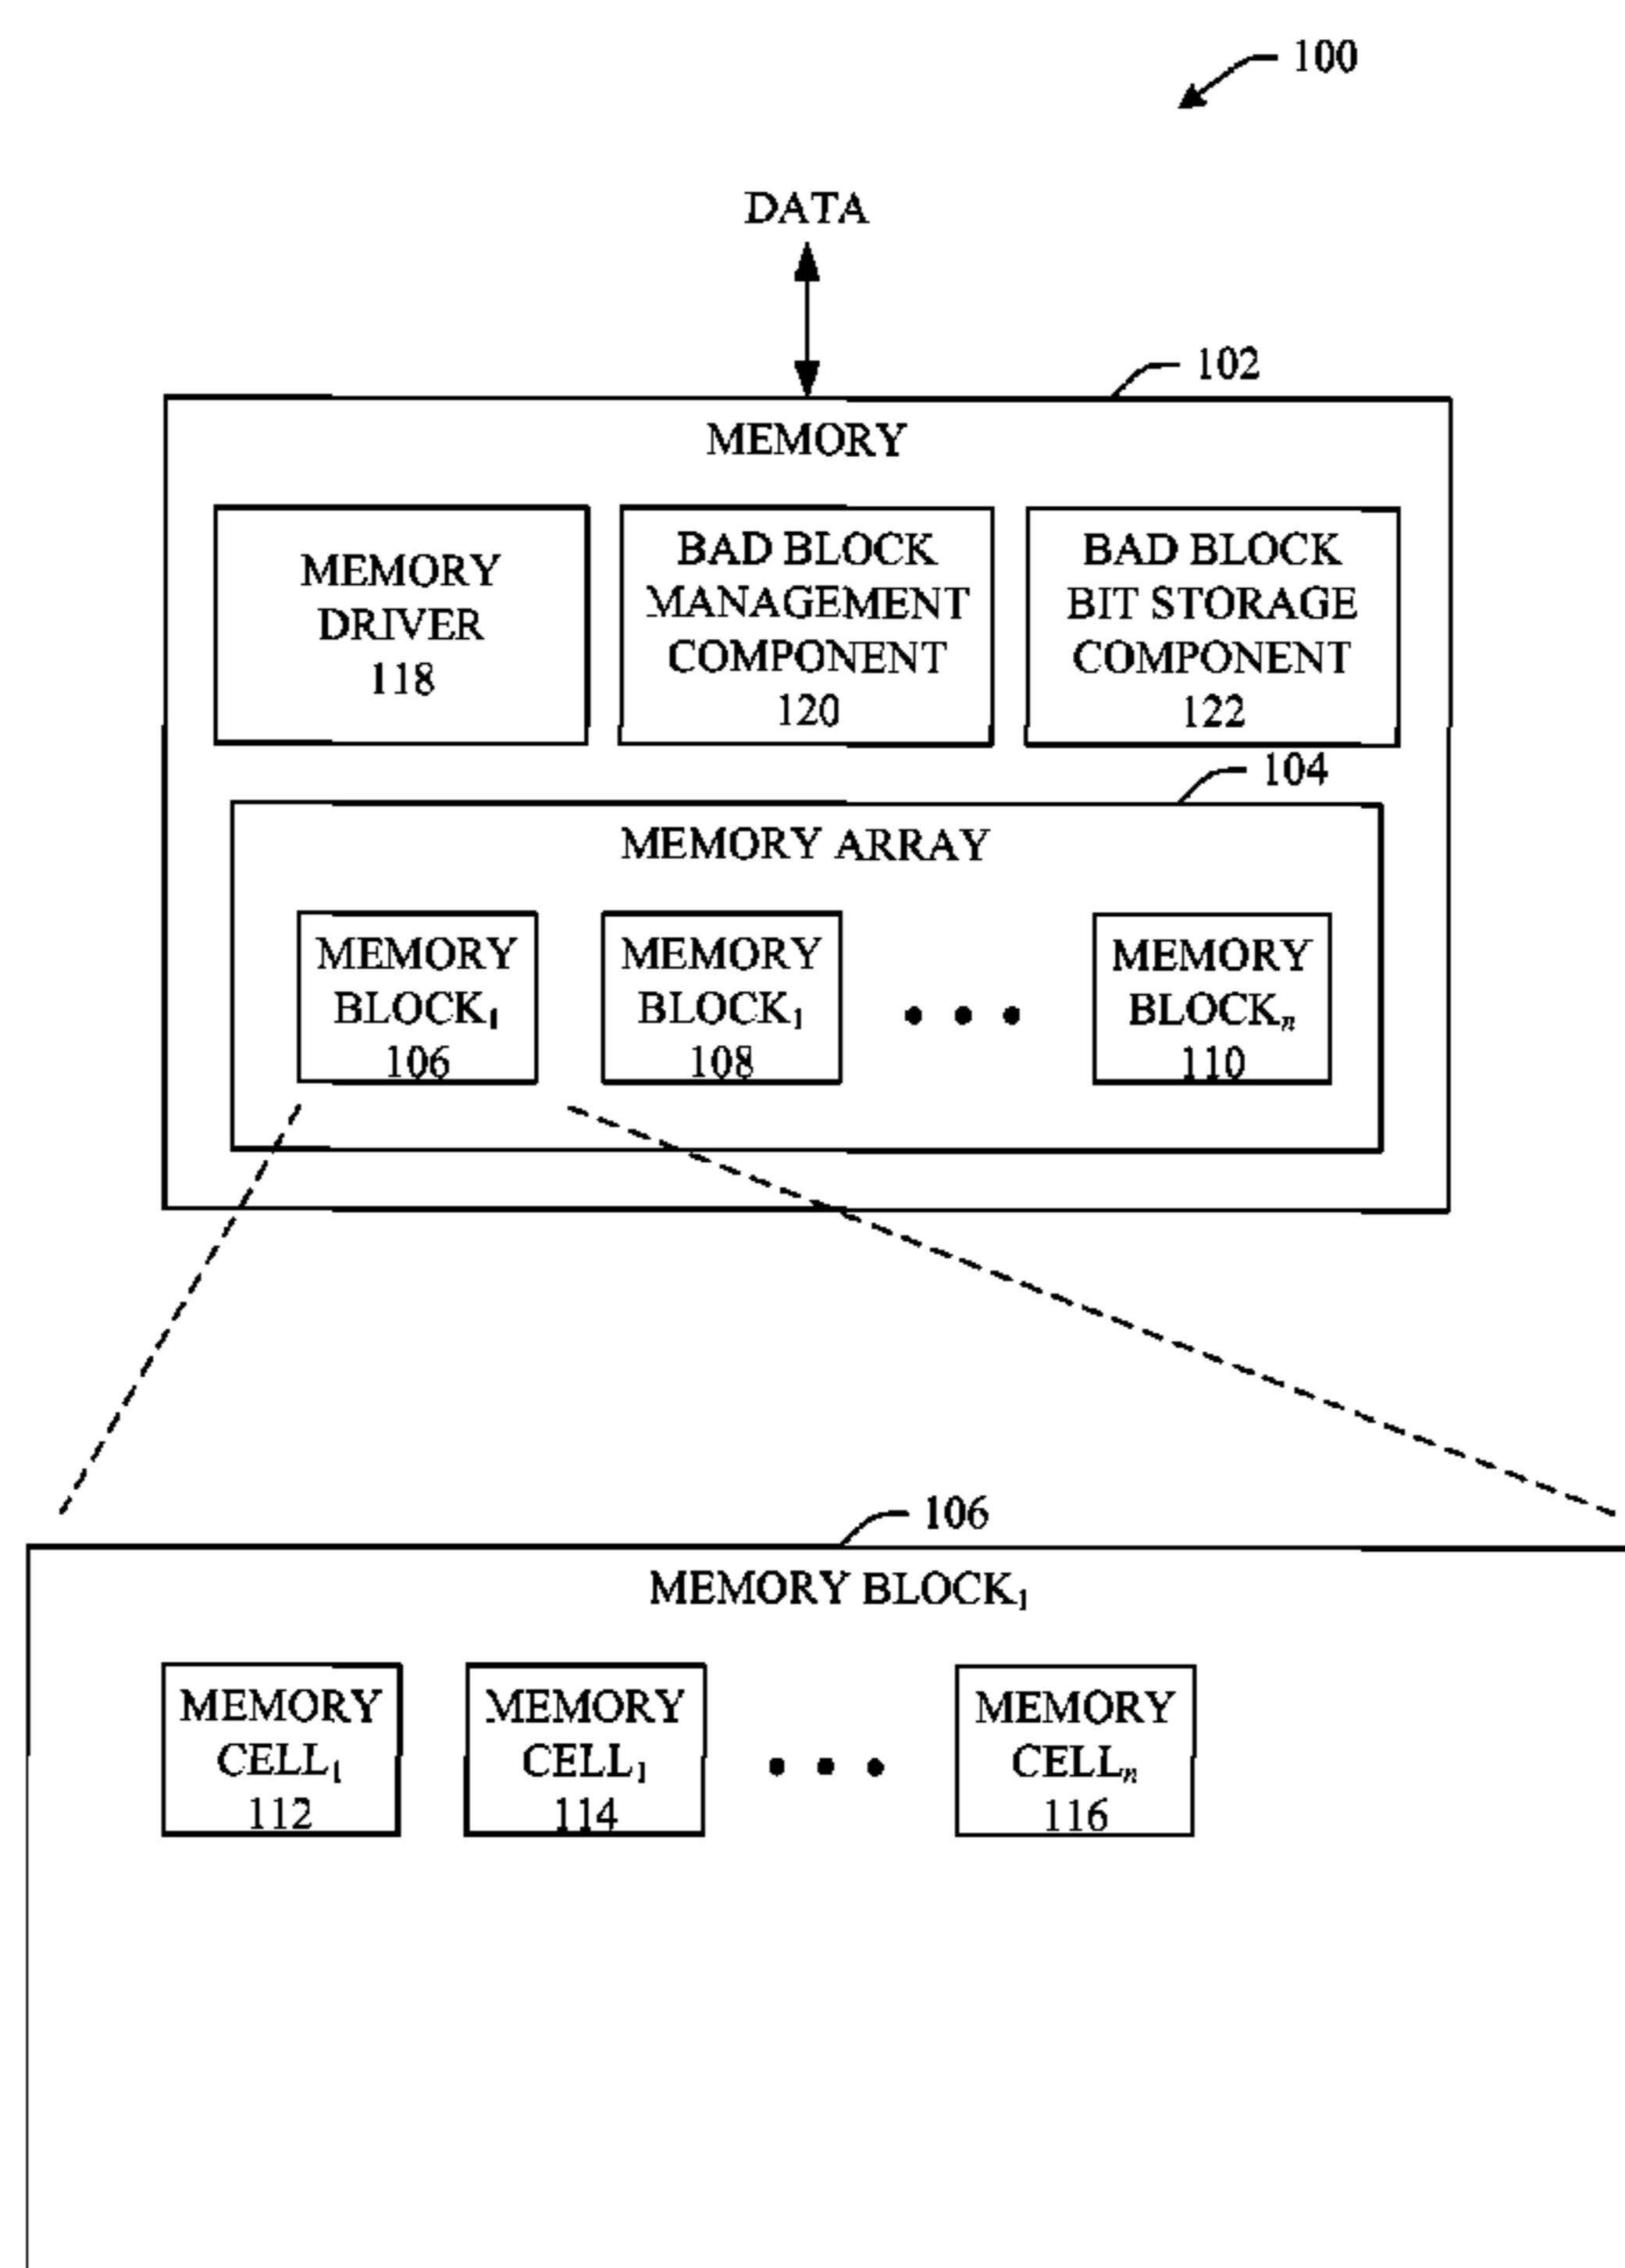 100
DATA
102
MEMORY
MEMORY
DRIVER
118
BAD BLOCK
MANAGEMENT
COMPONENT
120
BAD BLOCK
BIT STORAGE
COMPONENT
122
104
MEMORY ARRAY
MEMORY
BLOCK₁
106
MEMORY
BLOCK₁
108
• • •
MEMORY
BLOCKₙ
110
106
MEMORY BLOCK₁
MEMORY
CELL₁
112
MEMORY
CELL₁
114
• • •
MEMORY
CELLₙ
116